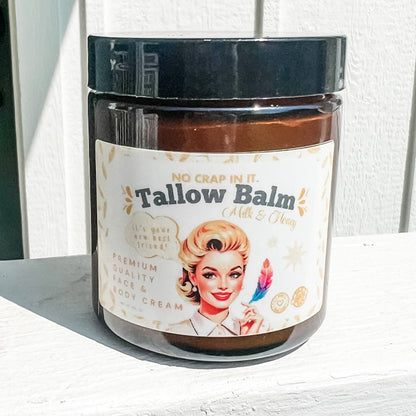 NO CRAP IN IT.
Tallow Balm
Milk & Honey
it's your
new best
friend!
PREMIUM
QUALITY
FACE &
BODY CREAM